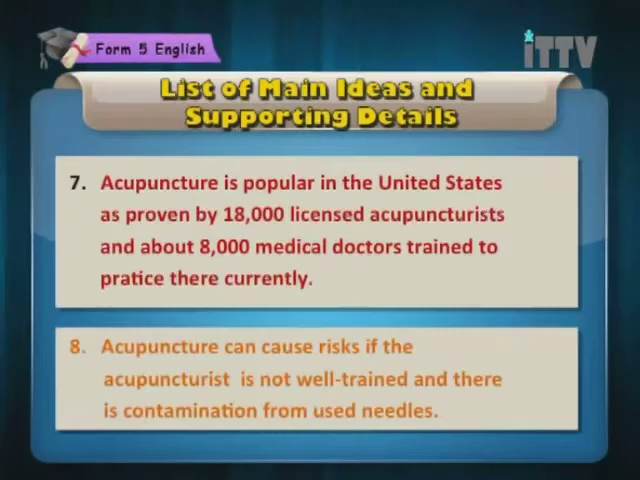 Form 5 English
iTTV
List of Main Ideas and
Supporting Details
7. Acupuncture is popular in the United States
as proven by 18,000 licensed acupuncturists
and about 8,000 medical doctors trained to
pratice there currently.
8. Acupuncture can cause risks if the
acupuncturist is not well-trained and there
is contamination from used needles.